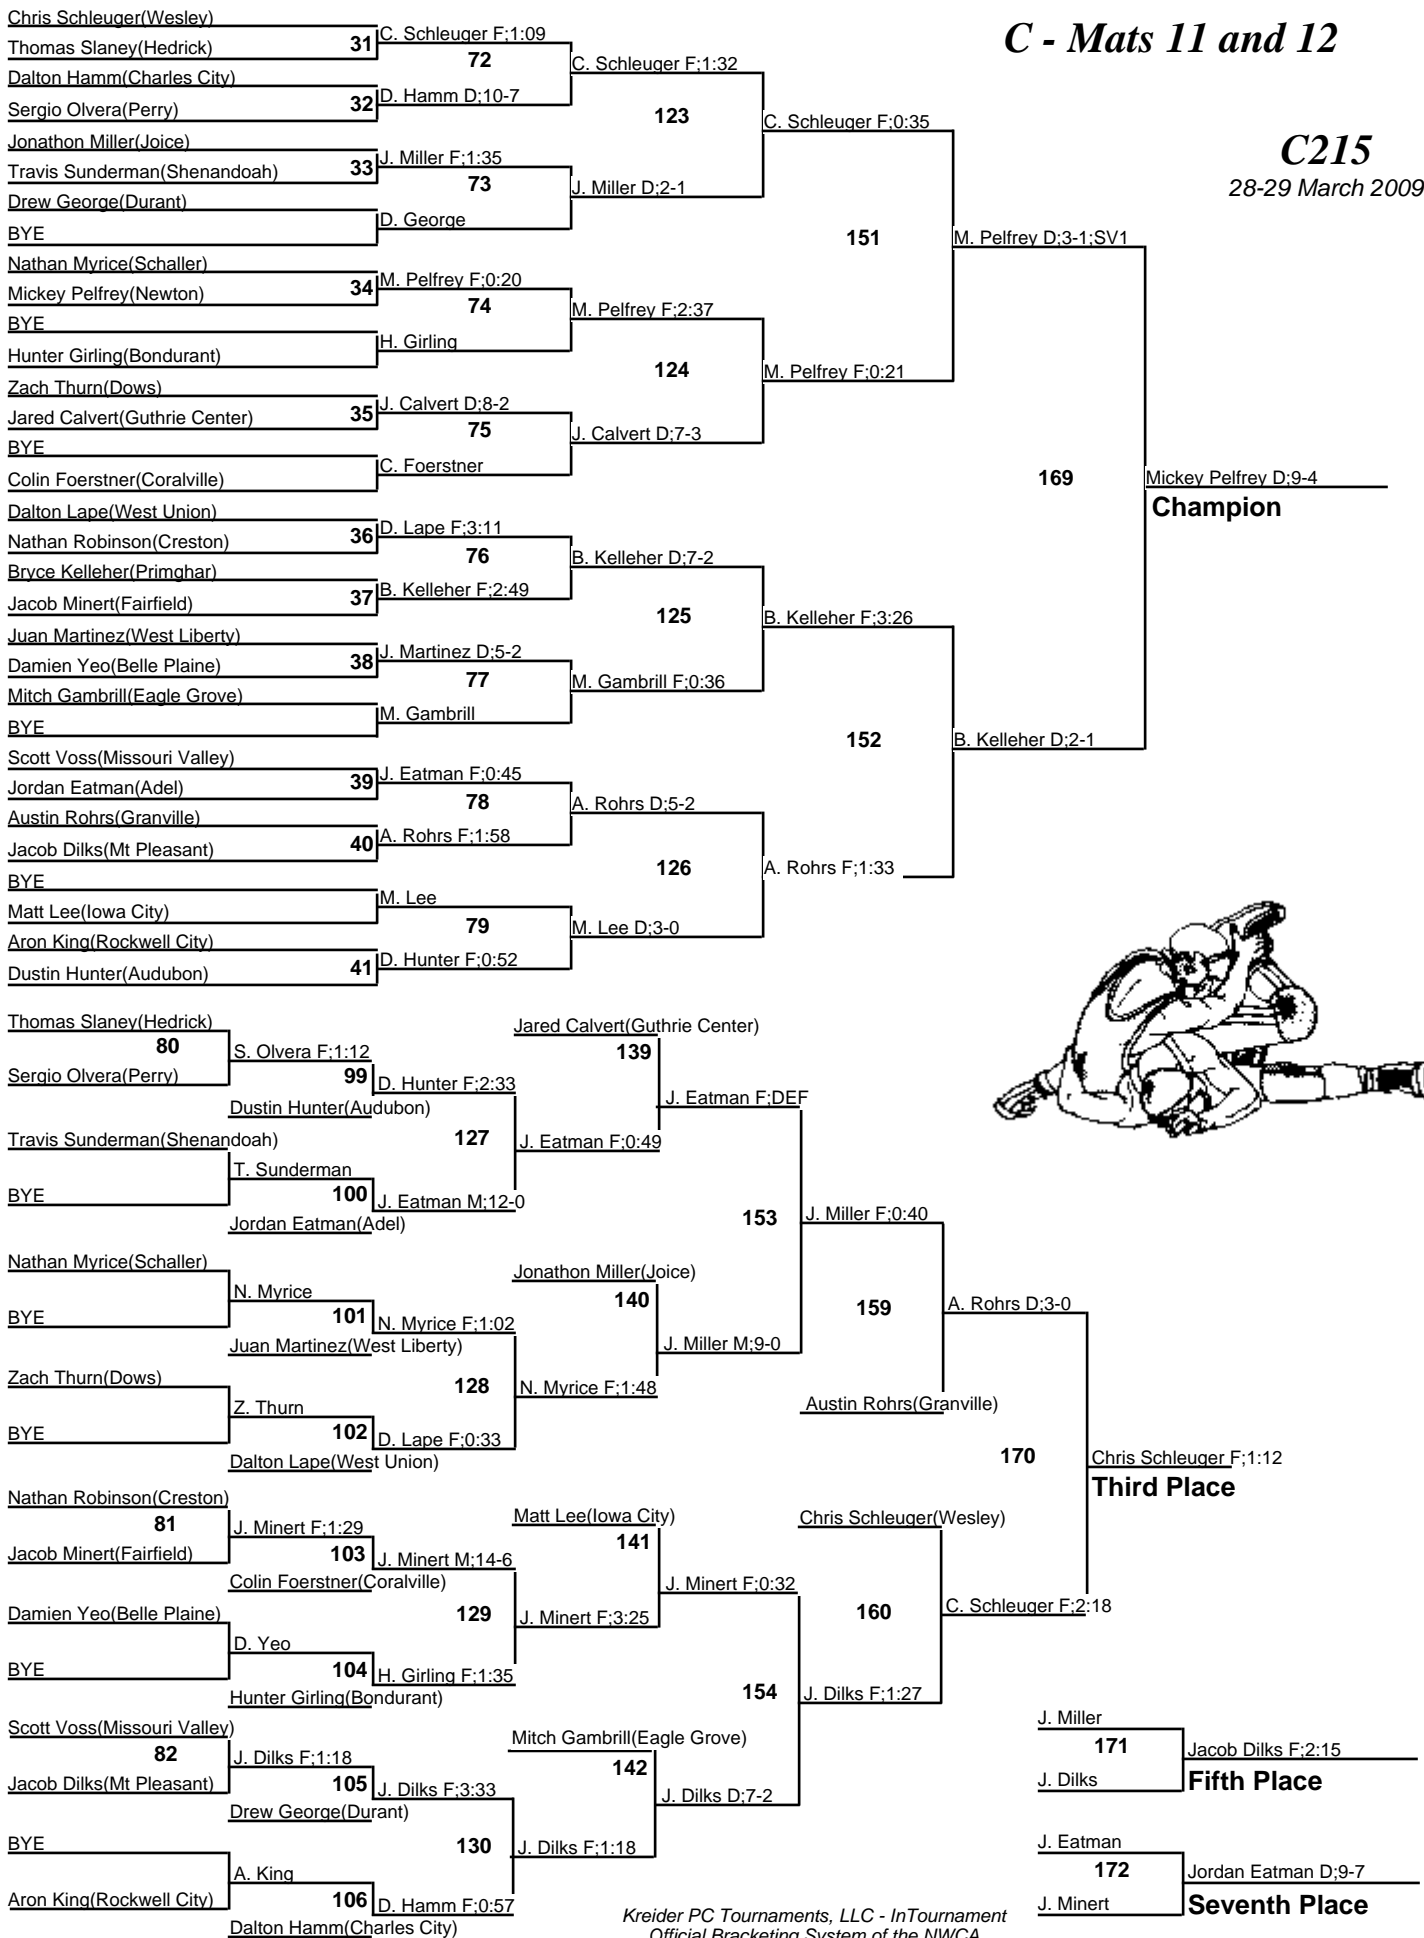 C - Mats 11 and 12
C215
28-29 March 2009
Chris Schleuger(Wesley)
Thomas Slaney(Hedrick)
31
C. Schleuger F;1:09
Dalton Hamm(Charles City)
Sergio Olvera(Perry)
32
D. Hamm D;10-7
72
C. Schleuger F;1:32
Jonathon Miller(Joice)
Travis Sunderman(Shenandoah)
33
J. Miller F;1:35
Drew George(Durant)
BYE
D. George
73
J. Miller D;2-1
123
C. Schleuger F;0:35
Nathan Myrice(Schaller)
Mickey Pelfrey(Newton)
34
M. Pelfrey F;0:20
BYE
Hunter Girling(Bondurant)
H. Girling
74
M. Pelfrey F;2:37
Zach Thurn(Dows)
Jared Calvert(Guthrie Center)
35
J. Calvert D;8-2
BYE
Colin Foerstner(Coralville)
C. Foerstner
75
J. Calvert D;7-3
124
M. Pelfrey F;0:21
151
M. Pelfrey D;3-1;SV1
Dalton Lape(West Union)
Nathan Robinson(Creston)
36
D. Lape F;3:11
Bryce Kelleher(Primghar)
Jacob Minert(Fairfield)
37
B. Kelleher F;2:49
76
B. Kelleher D;7-2
Juan Martinez(West Liberty)
Damien Yeo(Belle Plaine)
38
J. Martinez D;5-2
Mitch Gambrill(Eagle Grove)
BYE
M. Gambrill
77
M. Gambrill F;0:36
125
B. Kelleher F;3:26
Scott Voss(Missouri Valley)
Jordan Eatman(Adel)
39
J. Eatman F;0:45
Austin Rohrs(Granville)
Jacob Dilks(Mt Pleasant)
40
A. Rohrs F;1:58
78
A. Rohrs D;5-2
BYE
Matt Lee(Iowa City)
M. Lee
Aron King(Rockwell City)
Dustin Hunter(Audubon)
41
D. Hunter F;0:52
79
M. Lee D;3-0
126
A. Rohrs F;1:33
152
B. Kelleher D;2-1
169
Mickey Pelfrey D;9-4
Champion
Thomas Slaney(Hedrick)
80
Sergio Olvera(Perry)
S. Olvera F;1:12
99
Dustin Hunter(Audubon)
D. Hunter F;2:33
Travis Sunderman(Shenandoah)
BYE
T. Sunderman
100
Jordan Eatman(Adel)
J. Eatman M;12-0
127
J. Eatman F;0:49
Jared Calvert(Guthrie Center)
139
J. Eatman F;DEF
Nathan Myrice(Schaller)
BYE
N. Myrice
101
Juan Martinez(West Liberty)
N. Myrice F;1:02
Zach Thurn(Dows)
BYE
Z. Thurn
102
Dalton Lape(West Union)
D. Lape F;0:33
128
N. Myrice F;1:48
Jonathon Miller(Joice)
140
J. Miller M;9-0
153
J. Miller F;0:40
159
Austin Rohrs(Granville)
A. Rohrs D;3-0
Nathan Robinson(Creston)
81
Jacob Minert(Fairfield)
J. Minert F;1:29
103
Colin Foerstner(Coralville)
J. Minert M;14-6
Damien Yeo(Belle Plaine)
BYE
D. Yeo
104
Hunter Girling(Bondurant)
H. Girling F;1:35
129
J. Minert F;3:25
Matt Lee(Iowa City)
141
J. Minert F;0:32
Scott Voss(Missouri Valley)
82
Jacob Dilks(Mt Pleasant)
J. Dilks F;1:18
105
Drew George(Durant)
J. Dilks F;3:33
BYE
Aron King(Rockwell City)
A. King
106
Dalton Hamm(Charles City)
D. Hamm F;0:57
130
J. Dilks F;1:18
Mitch Gambrill(Eagle Grove)
142
J. Dilks D;7-2
154
J. Dilks F;1:27
Chris Schleuger(Wesley)
160
C. Schleuger F;2:18
170
Chris Schleuger F;1:12
Third Place
J. Miller
171
J. Dilks
Jacob Dilks F;2:15
Fifth Place
J. Eatman
172
J. Minert
Jordan Eatman D;9-7
Seventh Place
Kreider PC Tournaments, LLC - InTournament
Official Bracketing System of the NWCA